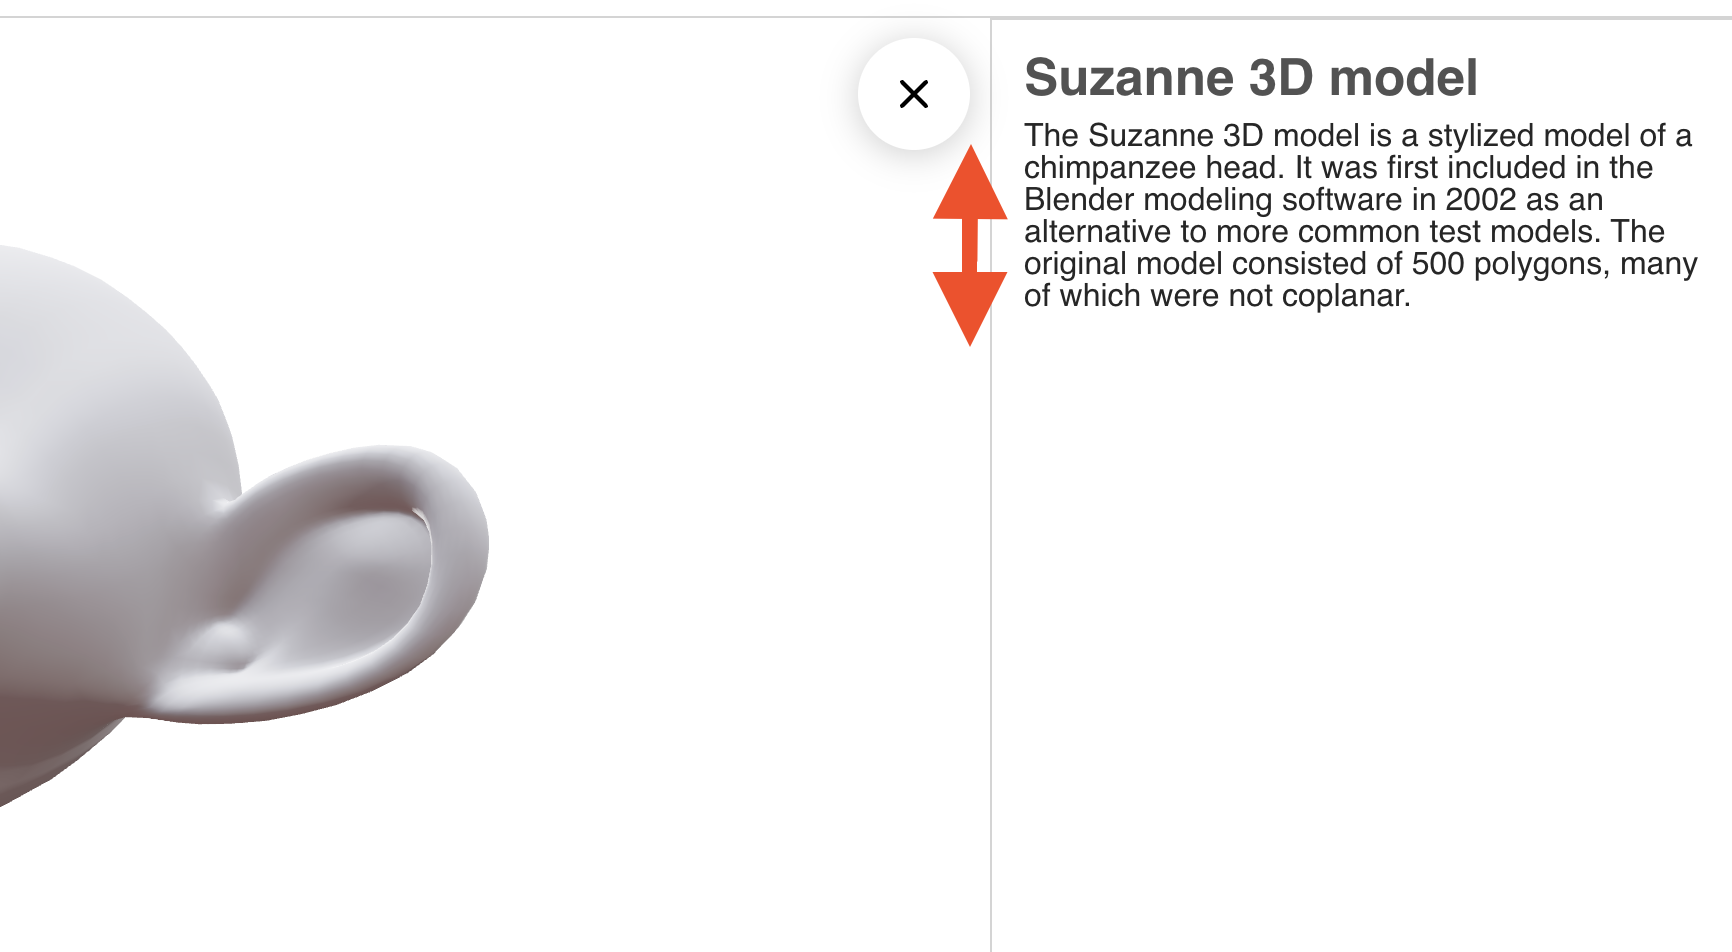 Suzanne 3D model
The Suzanne 3D model is a stylized model of a
chimpanzee head. It was first included in the
Blender modeling software in 2002 as an
alternative to more common test models. The
original model consisted of 500 polygons, many
of which were not coplanar.